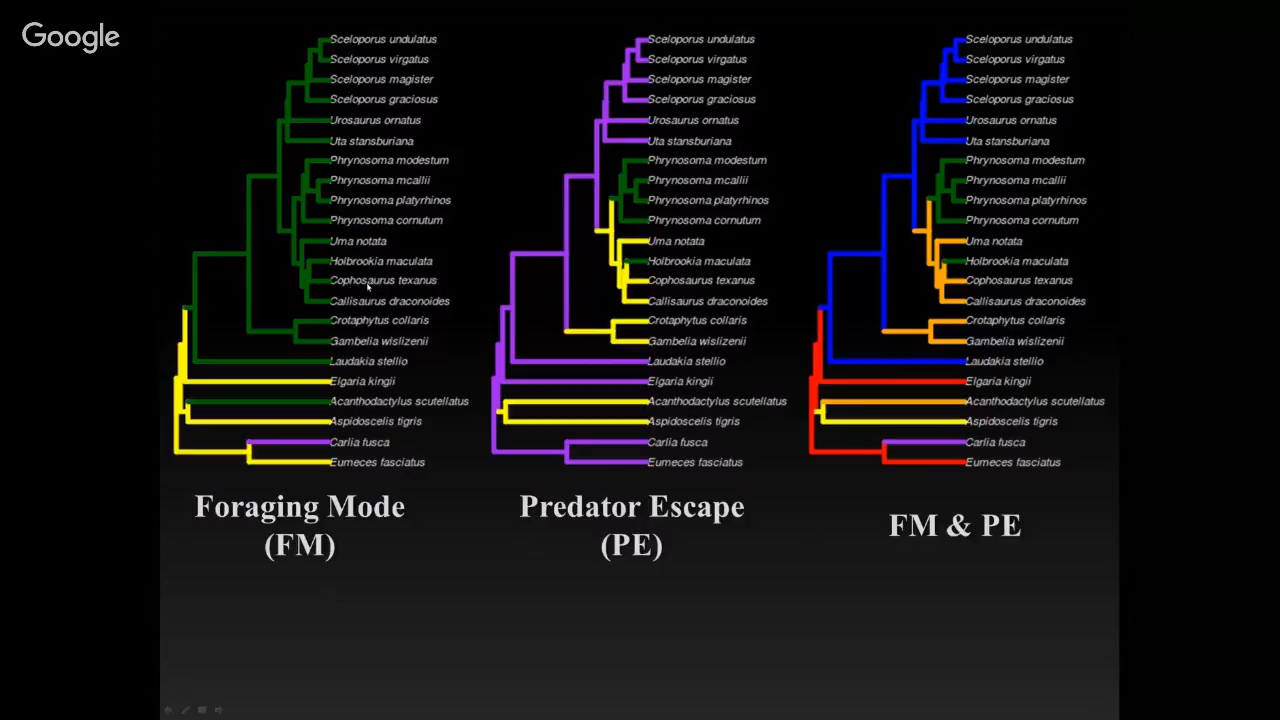 Google
Sceloporus undulatus
Sceloporus virgatus
Sceloporus magister
Sceloporus graciosus
Urosaurus ornatus
Uta stansburiana
Phrynosoma modestum
Phrynosoma mcallii
Phrynosoma platyrhinos
Phrynosoma cornutum
Uma notata
Holbrookia maculata
Cophosaurus texanus
Callisaurus draconoides
Crotaphytus collaris
Gambelia wislizenii
Laudakia stellio
Elgaria kingii
Acanthodactylus scutellatus
Aspidoscelis tigris
Carlia fusca
Eumeces fasciatus
Foraging Mode
(FM)
Sceloporus undulatus
Sceloporus virgatus
Sceloporus magister
Sceloporus graciosus
Urosaurus ornatus
Uta stansburiana
Phrynosoma modestum
Phrynosoma mcallii
Phrynosoma platyrhinos
Phrynosoma cornutum
Uma notata
Holbrookia maculata
Cophosaurus texanus
Callisaurus draconoides
Crotaphytus collaris
Gambelia wislizenii
Laudakia stellio
Elgaria kingii
Acanthodactylus scutellatus
Aspidoscelis tigris
Carlia fusca
Eumeces fasciatus
Predator Escape
(PE)
Sceloporus undulatus
Sceloporus virgatus
Sceloporus magister
Sceloporus graciosus
Urosaurus ornatus
Uta stansburiana
Phrynosoma modestum
Phrynosoma mcallii
Phrynosoma platyrhinos
Phrynosoma cornutum
Uma notata
Holbrookia maculata
Cophosaurus texanus
Callisaurus draconoides
Crotaphytus collaris
Gambelia wislizenii
Laudakia stellio
Elgaria kingii
Acanthodactylus scutellatus
Aspidoscelis tigris
Carlia fusca
Eumeces fasciatus
FM & PE